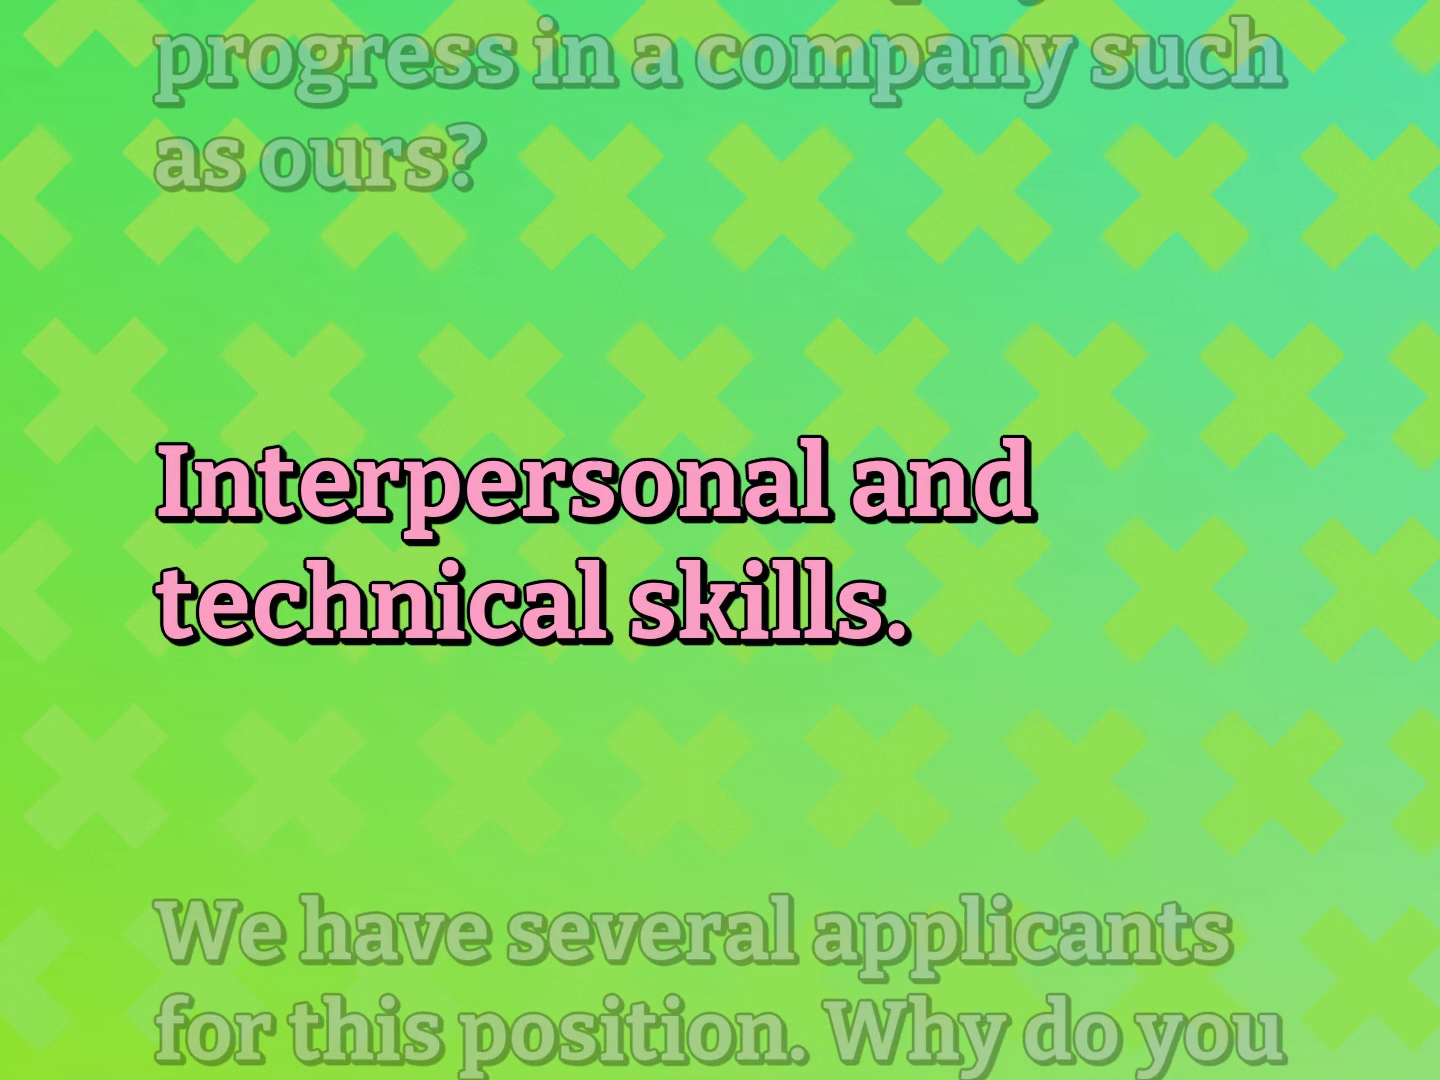 progress in a company such
as ours?
Interpersonal and
technical skills.
We have several applicants
for this position. Why do you